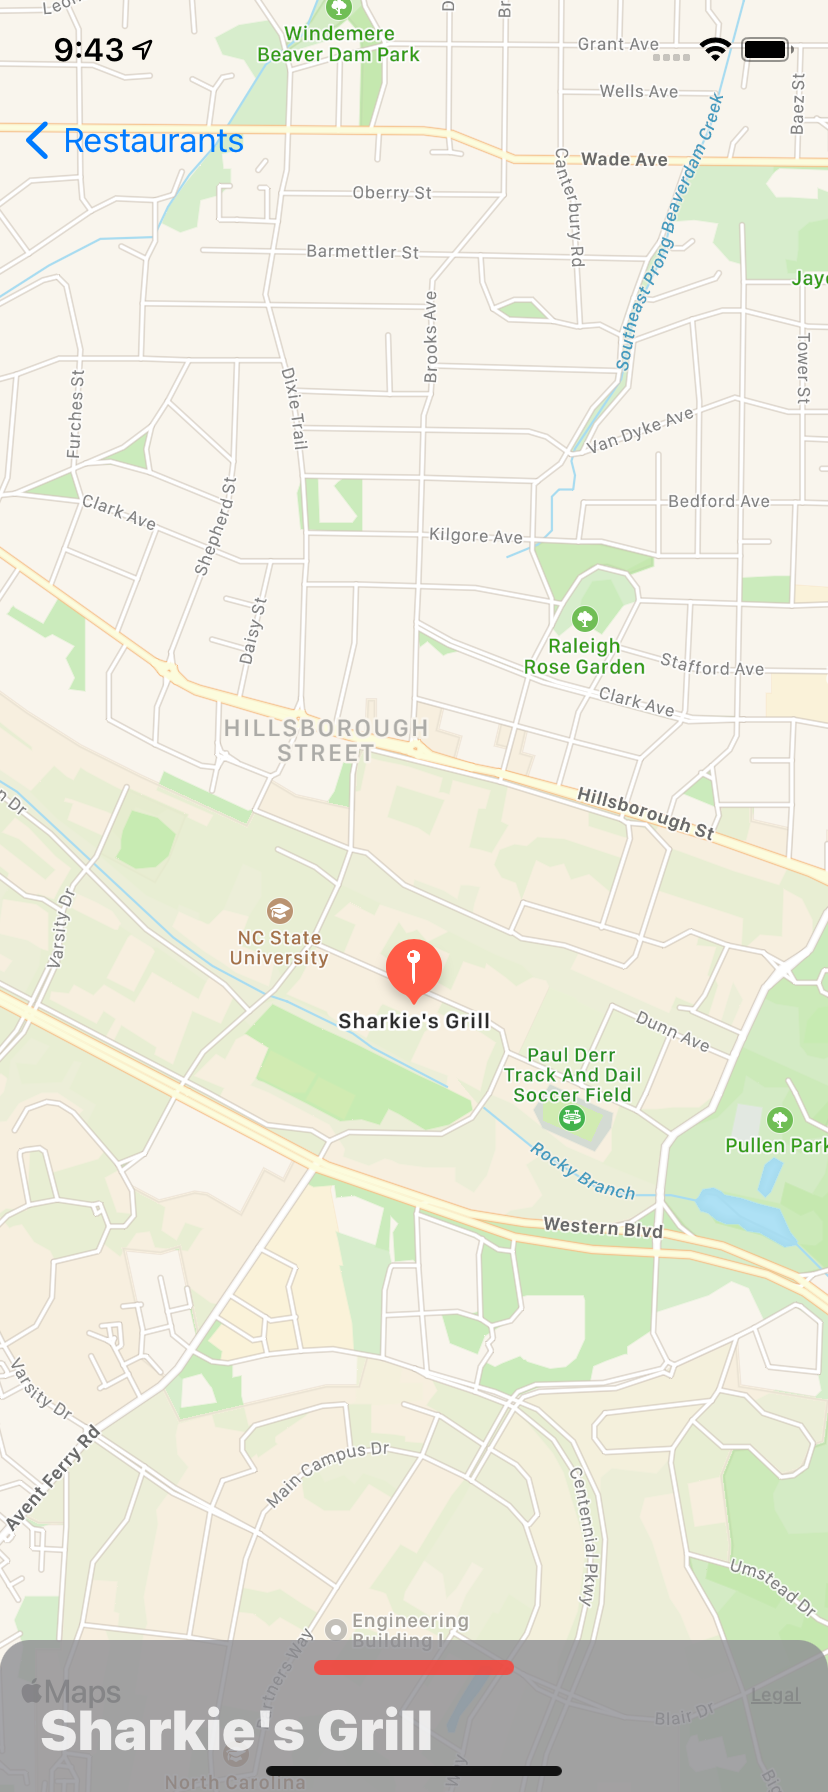 Windemere
Beaver Dam Park
Grant Ave
9:43
Wells Ave
Baez St
Restaurants
Wade Ave
Canterbury Rd
Southeast Prong Beaverdam Creek
Oberry St
Barmettler St
Brooks Ave
Tower St
Furches St
Dixie Trail
Van Dyke Ave
Clark Ave
Shepherd St
Bedford Ave
Kilgore Ave
Daisy St
Raleigh
Rose Garden
Stafford Ave
Clark Ave
HILLSBOROUGH
STREET
Hillsborough St
Varsity Dr
NC State
University
Sharkie's Grill
Dunn Ave
Paul Derr
Track And Dail
Soccer Field
Pullen Park
Rocky Branch
Western Blvd
Varsity Dr
Avent Ferry Rd
Main Campus Dr
Centennial Pkwy
Umstead Dr
Engineering
Building I
Maps
Legal
Blair Dr
Sharkie's Grill
North Carolina
Way